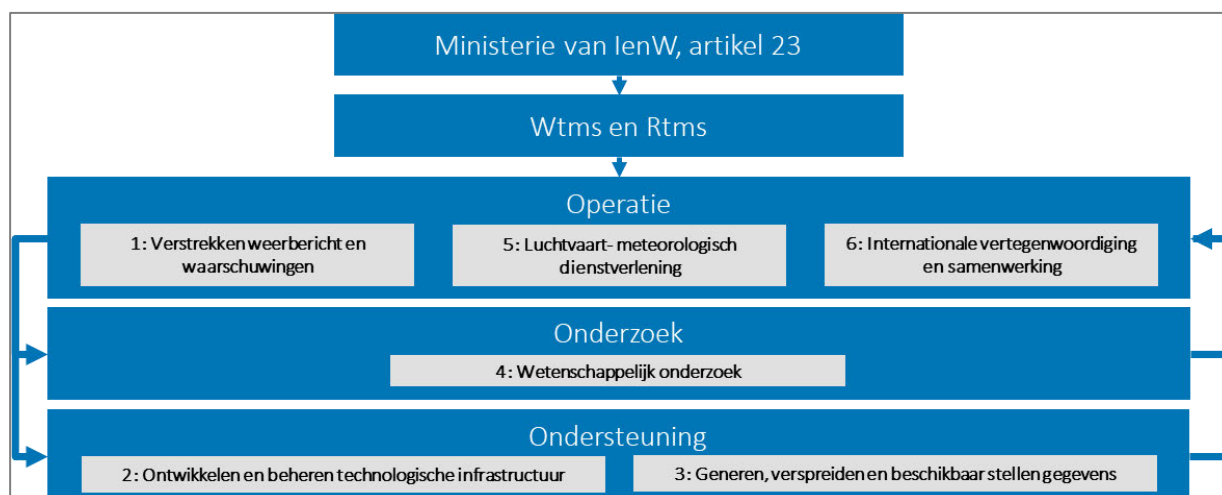 Ministerie van IenW, artikel 23
Wtms en Rtms
Operatie
1: Verstrekken weerbericht en
waarschuwingen
5: Luchtvaart- meteorologisch
dienstverlening
6: Internationale vertegenwoordiging
en samenwerking
Onderzoek
4: Wetenschappelijk onderzoek
Ondersteuning
2: Ontwikkelen en beheren technologische infrastructuur
3: Generen, verspreiden en beschikbaar stellen gegevens